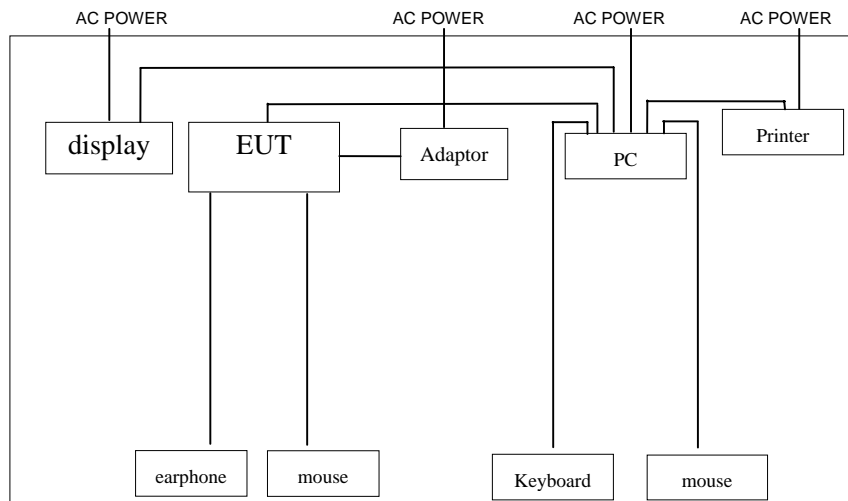 AC POWER AC POWER AC POWER AC POWER
display EUT Adaptor PC Printer
earphone mouse Keyboard mouse